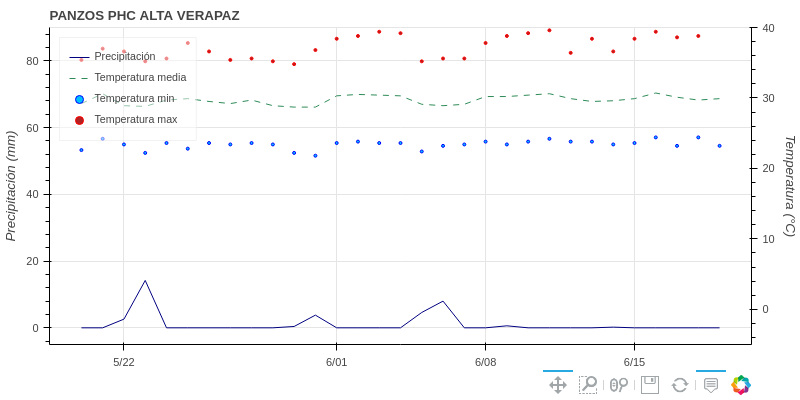 PANZOS PHC ALTA VERAPAZ
Precipitación
Temperatura media
Temperatura min
Temperatura max
Precipitación (mm)
80
60
40
20
0
Temperatura (°C)
40
30
20
10
0
5/22
6/01
6/08
6/15